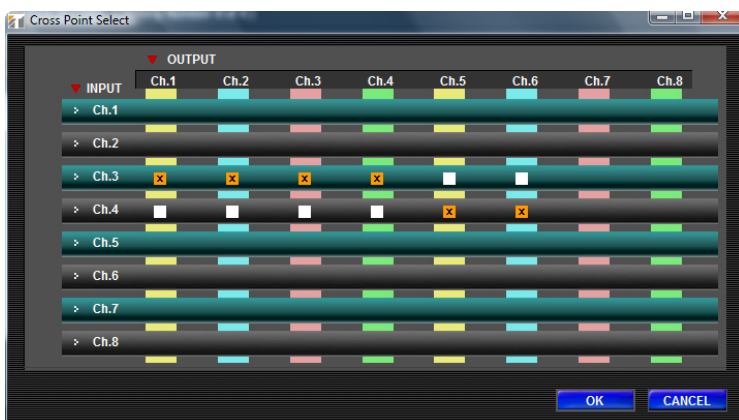 Cross Point Select
OUTPUT
INPUT Ch.1 Ch.2 Ch.3 Ch.4 Ch.5 Ch.6 Ch.7 Ch.8
Ch.1
Ch.2
Ch.3 x x x x
Ch.4 x x
Ch.5
Ch.6
Ch.7
Ch.8
OK CANCEL